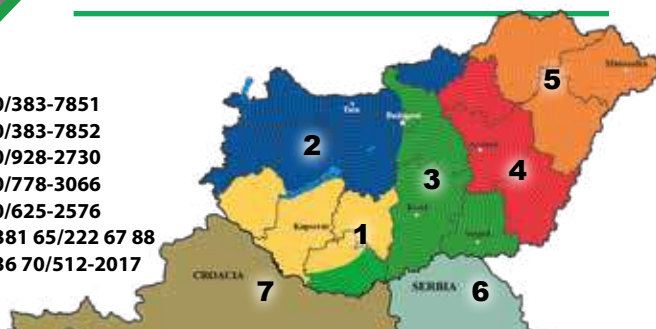 0/383-7851
0/383-7852
0/928-2730
0/778-3066
0/625-2576
381 65/222 67 88
36 70/512-2017
5
Tata
Budapest
2
3
4
Kaposvár
1
CROACIA
7
SERBIA
6